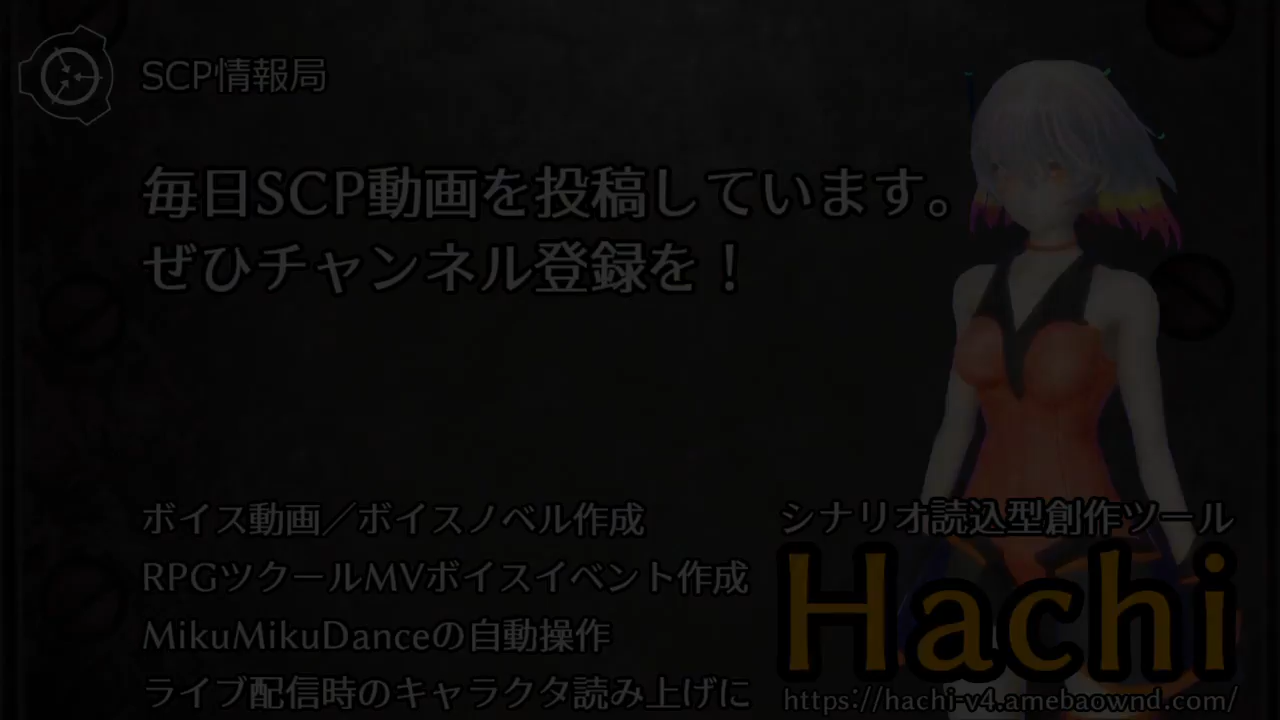 SCP情報局
毎日SCP動画を投稿しています。
ぜひチャンネル登録を！
ボイス動画／ボイスノベル作成
RPGツクールMVボイスイベント作成
MikuMikuDanceの自動操作
ライブ配信時のキャラクタ読み上げに
シナリオ読込型創作ツール
Hachi
https://hachi-v4.amebaownd.com/